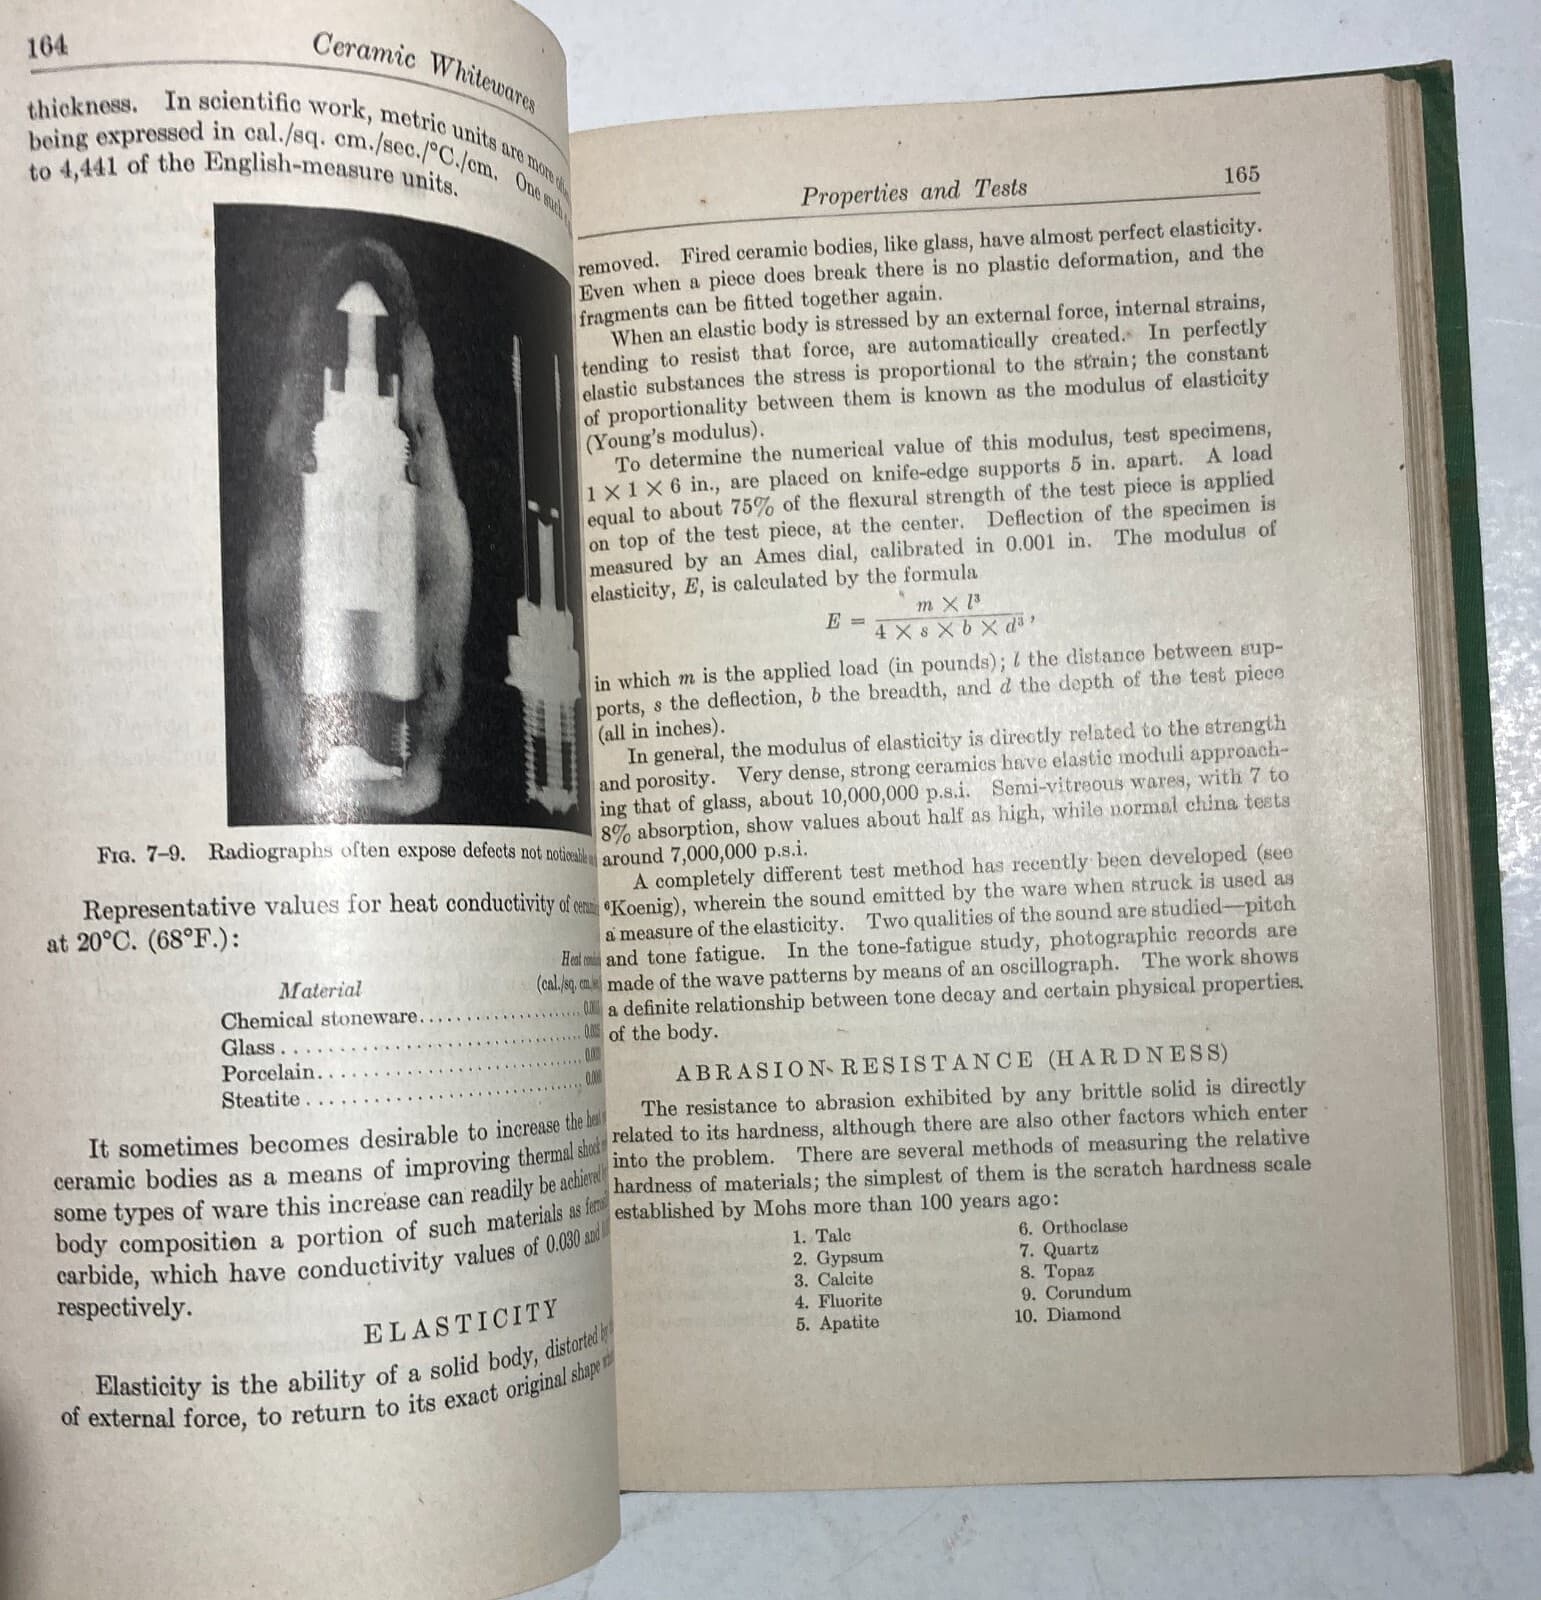 164
Ceramic Whitewares
thickness. In scientific work, metric units are more
being expressed in cal./sq. cm./sec./°C./cm. One such
to 4,441 of the English-measure units.
FIG. 7–9. Radiographs often expose defects not noticeable
Representative values for heat conductivity of
at 20°C. (68°F.):
Heat
Material
(cal./sq. cm.
Chemical stoneware
Glass
Porcelain
Steatite
It sometimes becomes desirable to increase the
ceramic bodies as a means of improving thermal shock
some types of ware this increase can readily be achieved
body composition a portion of such materials as
carbide, which have conductivity values of 0.030 and
respectively.
ELASTICITY
Elasticity is the ability of a solid body, distorted
of external force, to return to its exact original shape
Properties and Tests
165
removed. Fired ceramic bodies, like glass, have almost perfect elasticity.
Even when a piece does break there is no plastic deformation, and the
fragments can be fitted together again.
When an elastic body is stressed by an external force, internal strains,
tending to resist that force, are automatically created. In perfectly
elastic substances the stress is proportional to the strain; the constant
of proportionality between them is known as the modulus of elasticity
(Young's modulus).
To determine the numerical value of this modulus, test specimens,
1 × 1 × 6 in., are placed on knife-edge supports 5 in. apart. A load
equal to about 75% of the flexural strength of the test piece is applied
on top of the test piece, at the center. Deflection of the specimen is
measured by an Ames dial, calibrated in 0.001 in. The modulus of
elasticity, E, is calculated by the formula
m × l³
E =
4 × s × b × d³,
in which m is the applied load (in pounds); l the distance between sup-
ports, s the deflection, b the breadth, and d the depth of the test piece
(all in inches).
In general, the modulus of elasticity is directly related to the strength
and porosity. Very dense, strong ceramics have elastic moduli approach-
ing that of glass, about 10,000,000 p.s.i. Semi-vitreous wares, with 7 to
8% absorption, show values about half as high, while normal china tests
around 7,000,000 p.s.i.
A completely different test method has recently been developed (see
Koenig), wherein the sound emitted by the ware when struck is used as
a measure of the elasticity. Two qualities of the sound are studied—pitch
and tone fatigue. In the tone-fatigue study, photographic records are
made of the wave patterns by means of an oscillograph. The work shows
a definite relationship between tone decay and certain physical properties.
of the body.
ABRASION RESISTANCE (HARDNESS)
The resistance to abrasion exhibited by any brittle solid is directly
related to its hardness, although there are also other factors which enter
into the problem. There are several methods of measuring the relative
hardness of materials; the simplest of them is the scratch hardness scale
established by Mohs more than 100 years ago:
1. Talc
2. Gypsum
3. Calcite
4. Fluorite
5. Apatite
6. Orthoclase
7. Quartz
8. Topaz
9. Corundum
10. Diamond